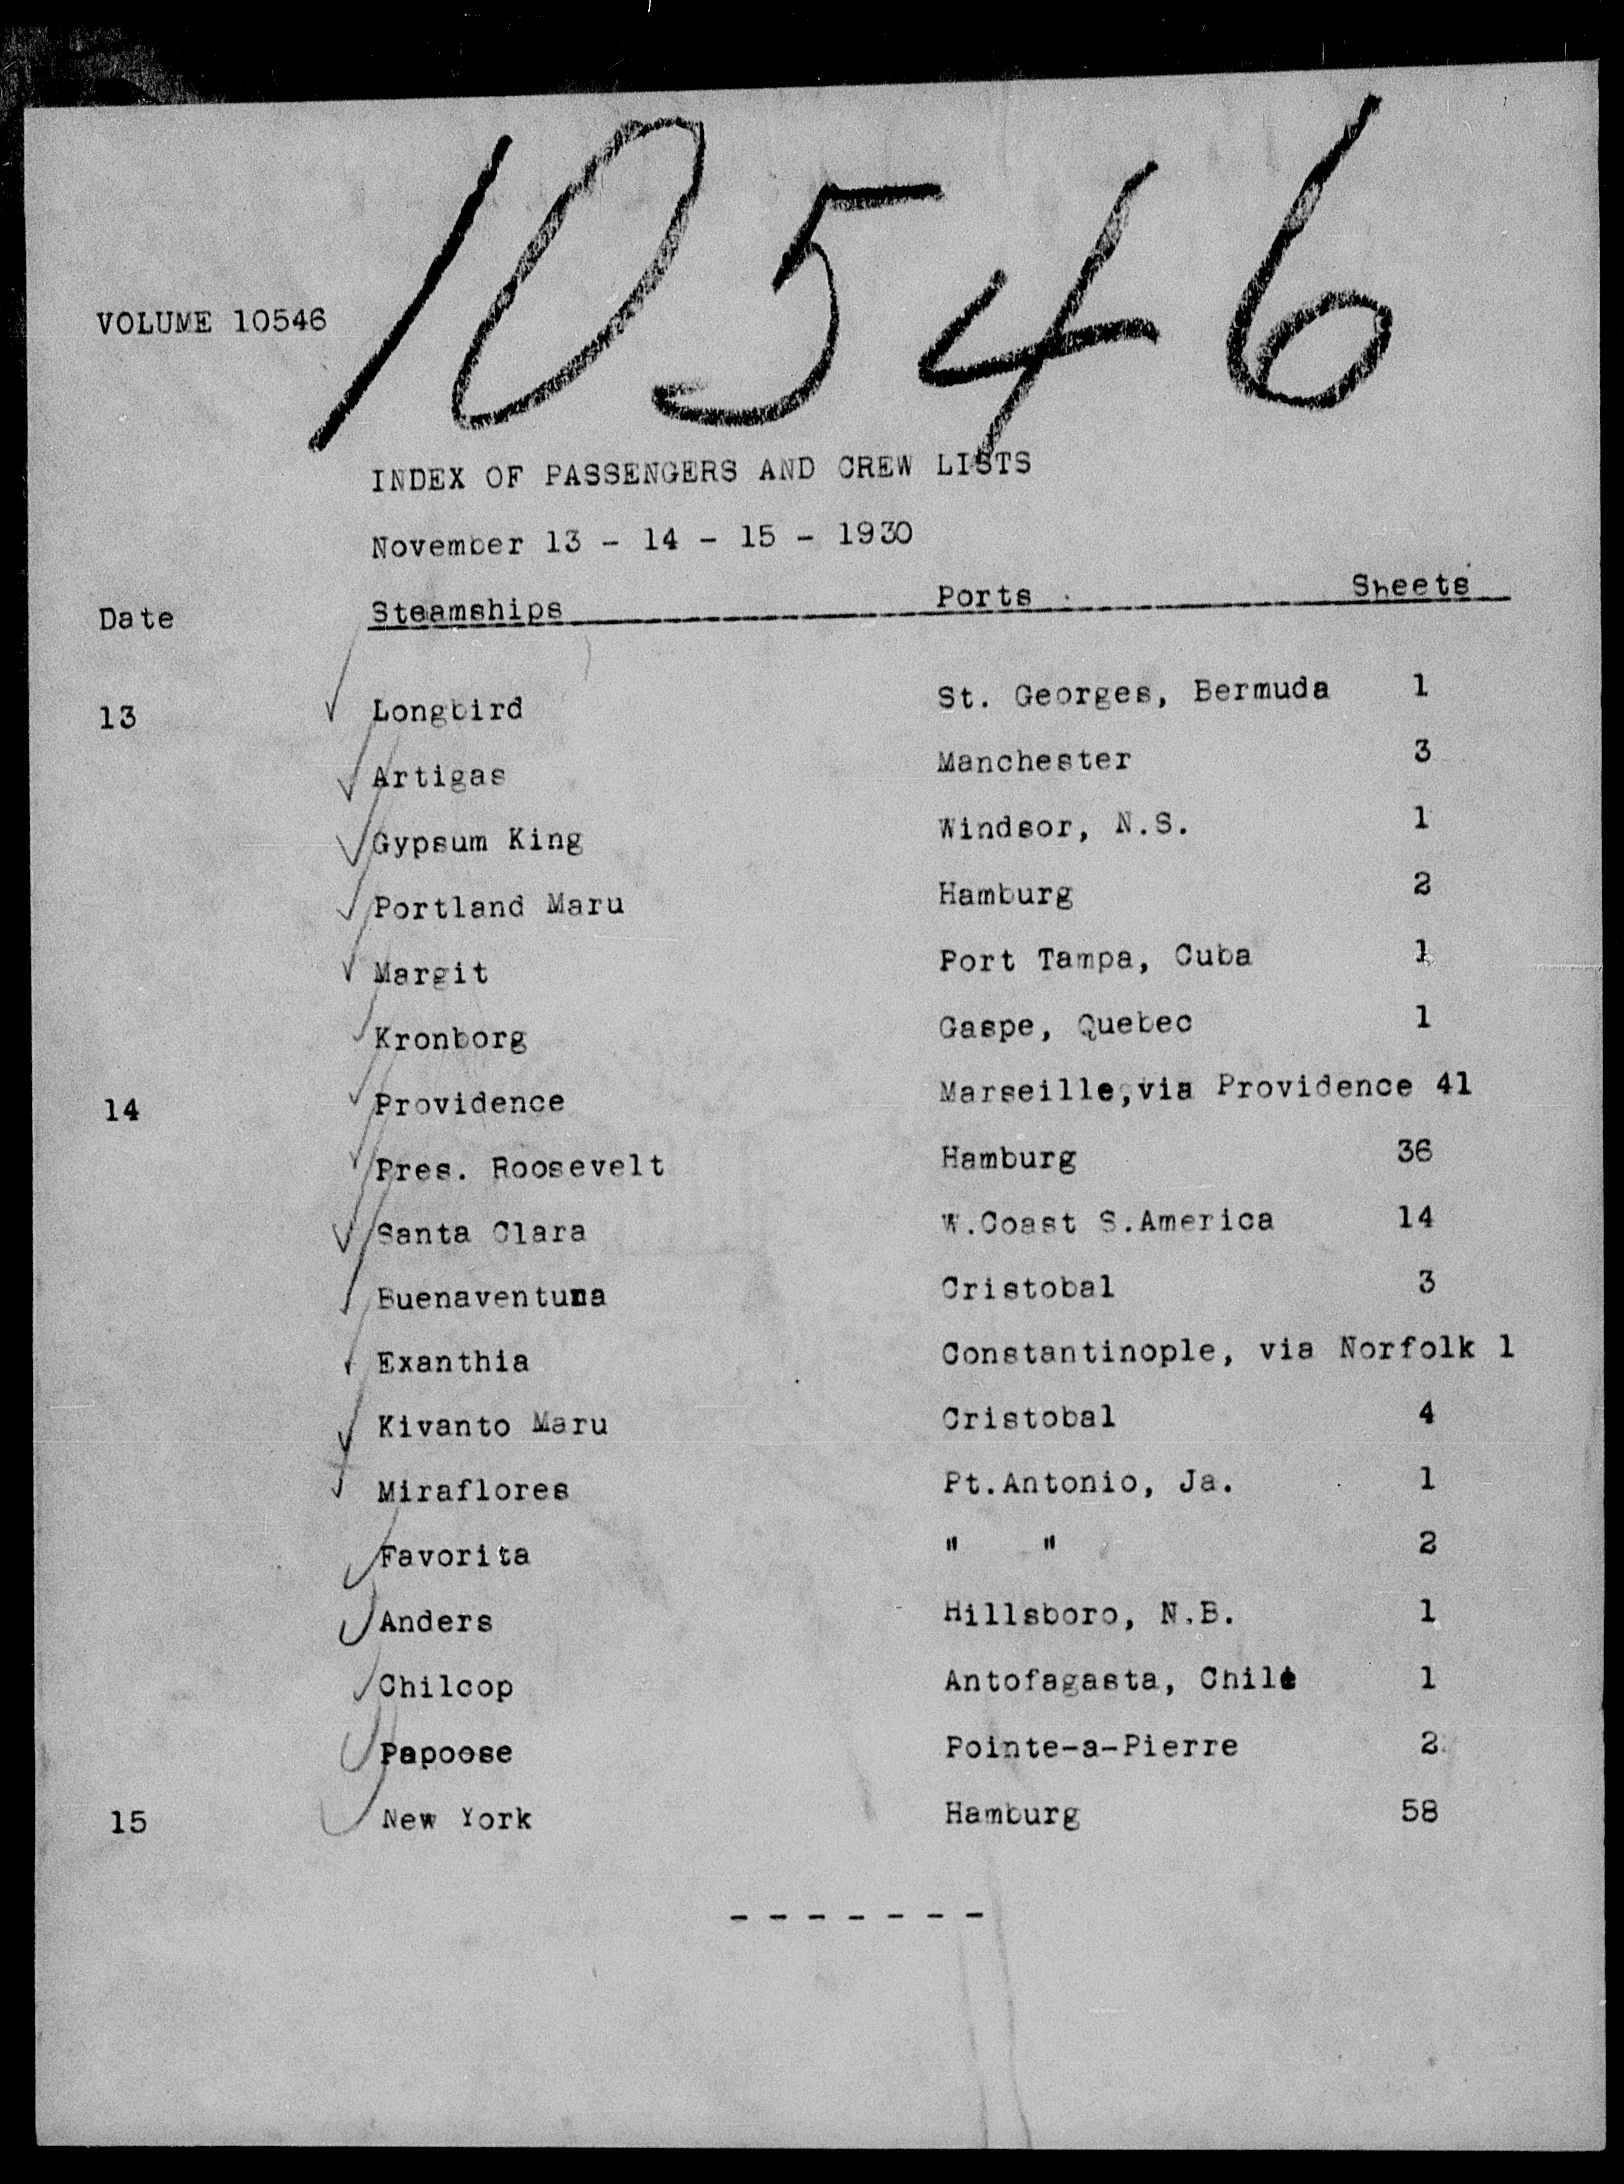 10546
VOLUME 10546
INDEX OF PASSENGERS AND CREW LISTS
November 13 - 14 - 15 - 1930
Date Steamships Ports Sheets
13 Longbird St. Georges, Bermuda 1
Artigas Manchester 3
Gypsum King Windsor, N.S. 1
Portland Maru Hamburg 2
Margit Port Tampa, Cuba 1
Kronborg Gaspe, Quebec 1
14 Providence Marseille,via Providence 41
Pres. Roosevelt Hamburg 36
Santa Clara W.Coast S.America 14
Buenaventuna Cristobal 3
Exanthia Constantinople, via Norfolk 1
Kivanto Maru Cristobal 4
Miraflores Pt.Antonio, Ja. 1
Favorita " " 2
Anders Hillsboro, N.B. 1
Chilcop Antofagasta, Chile 1
Papoose Pointe-a-Pierre 2
15 New York Hamburg 58
- - - - - - -